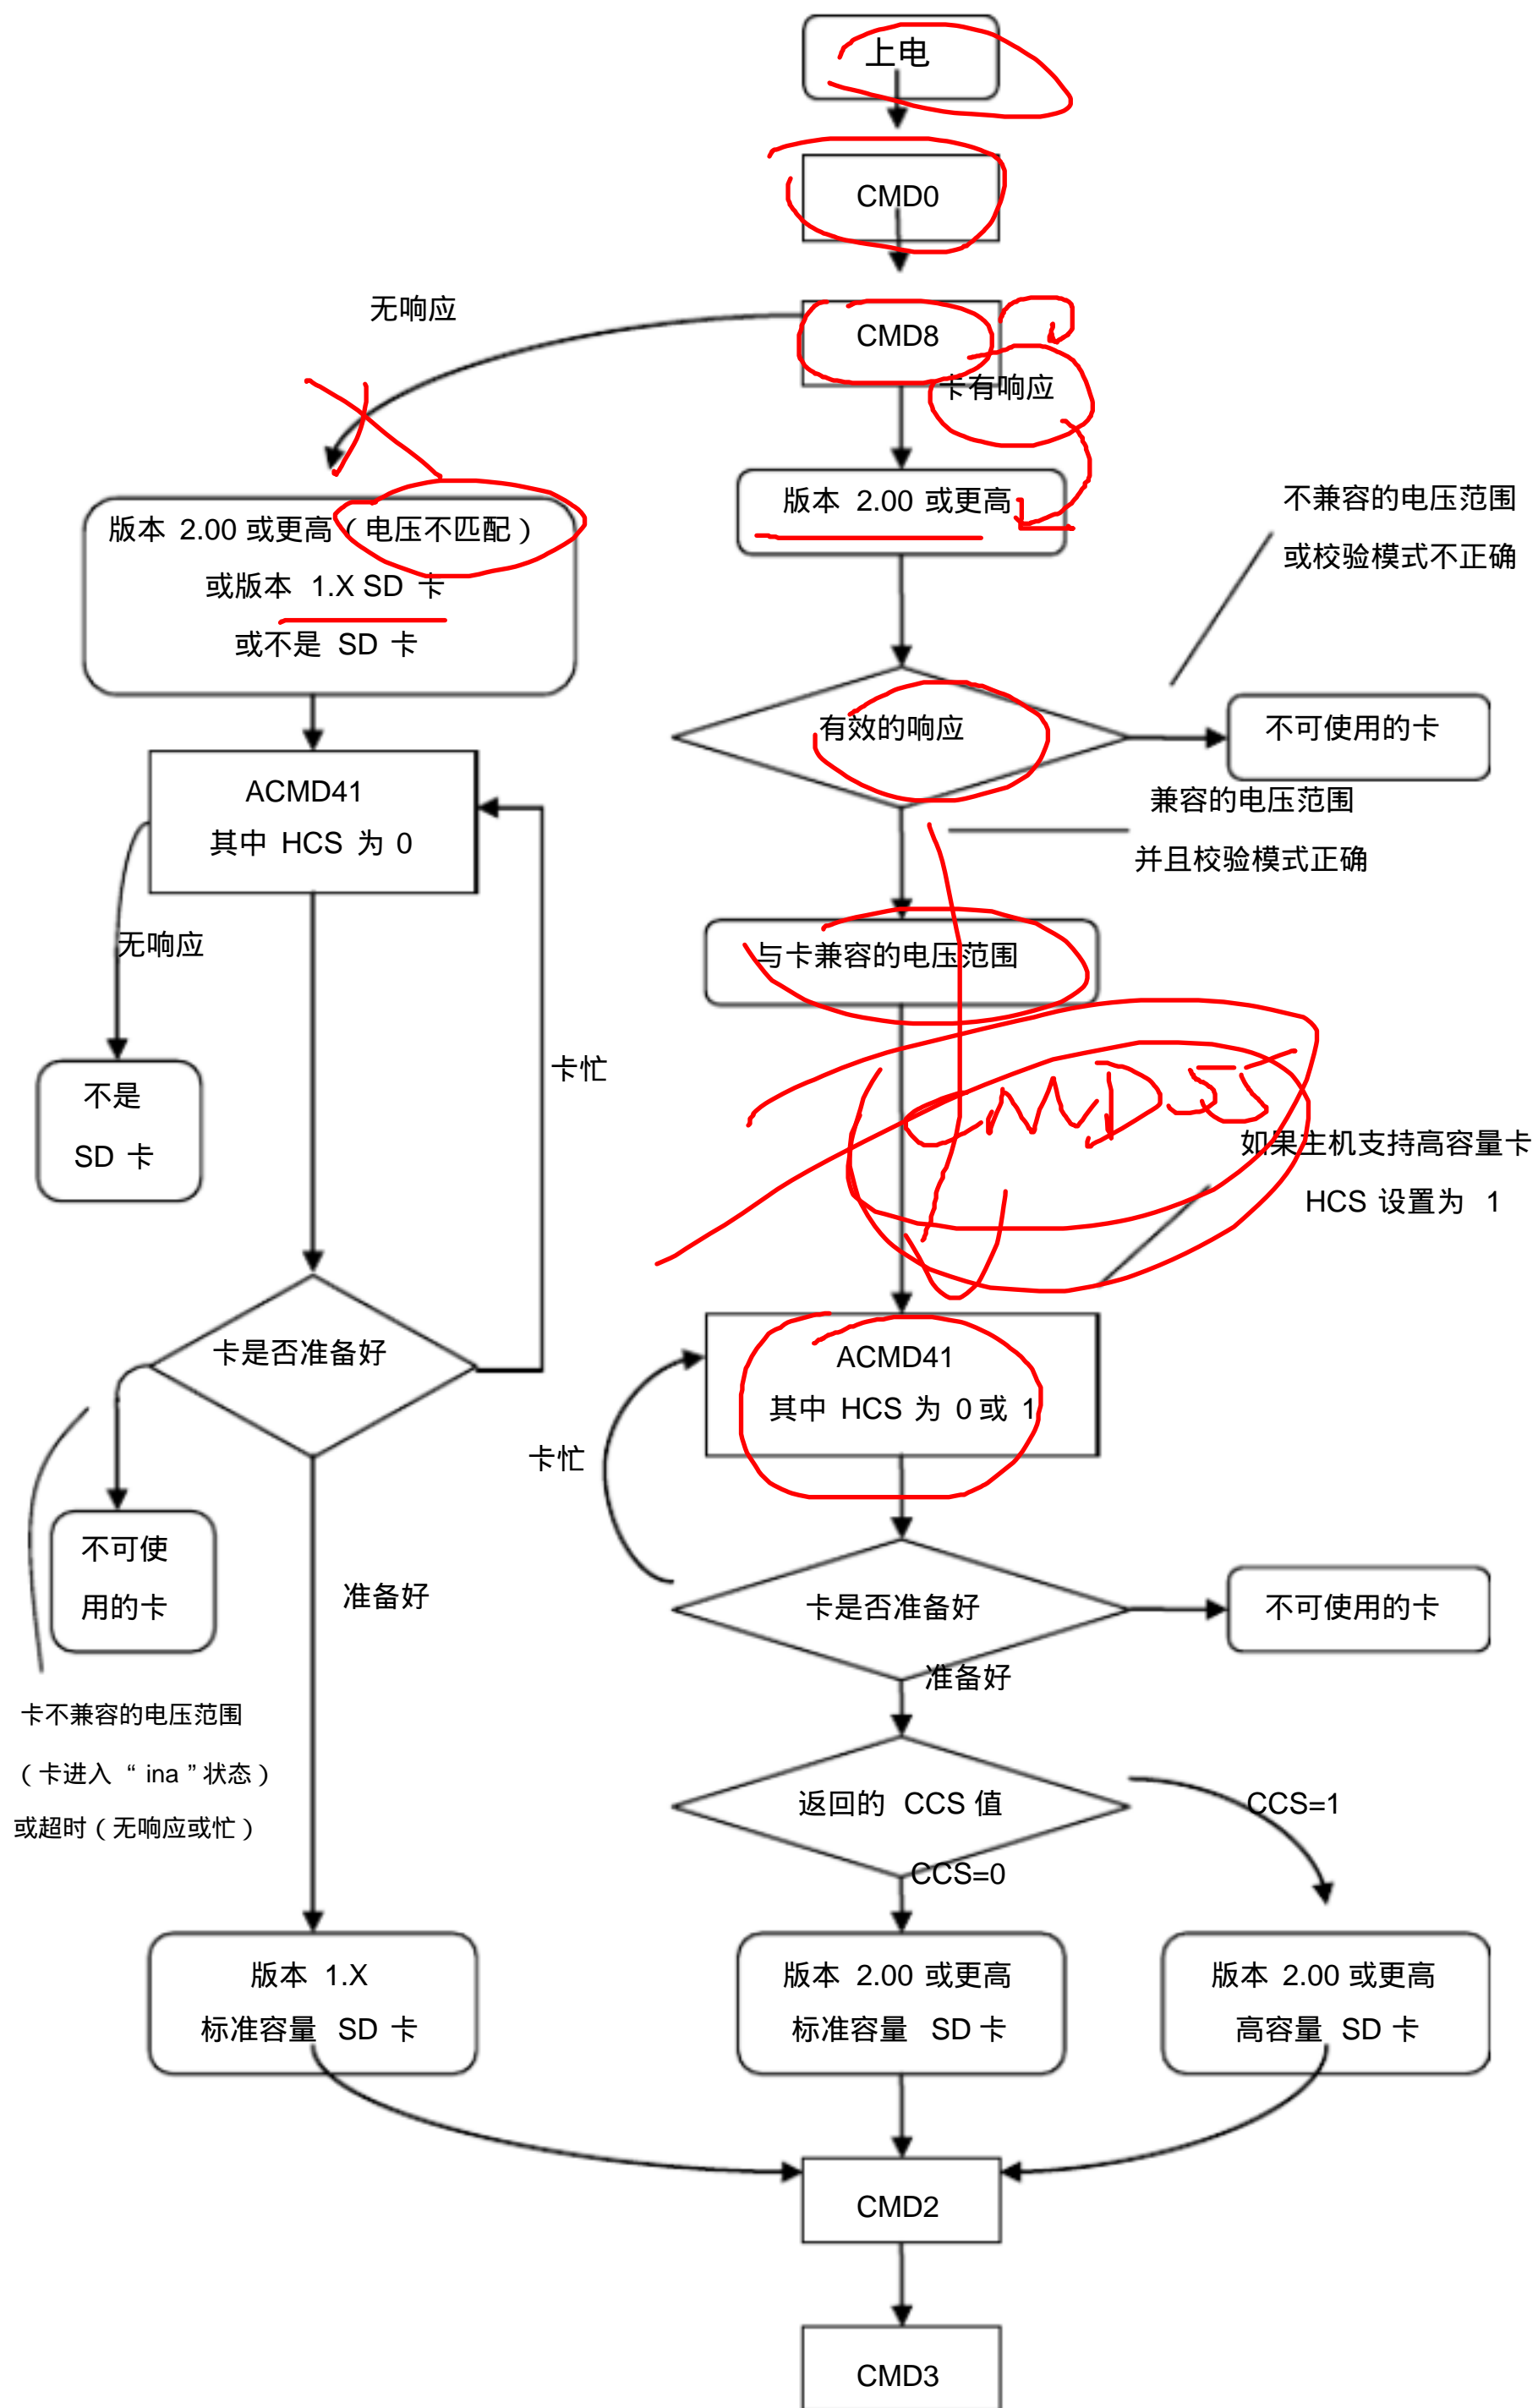 上电
CMD0
无响应
CMD8
卡有响应
版本 2.00 或更高（电压不匹配）
或版本 1.X SD 卡
或不是 SD 卡
版本 2.00 或更高
不兼容的电压范围
或校验模式不正确
有效的响应
不可使用的卡
ACMD41
其中 HCS 为 0
兼容的电压范围
并且校验模式正确
无响应
与卡兼容的电压范围
不是
SD 卡
卡忙
CMD55
如果主机支持高容量卡
HCS 设置为 1
卡是否准备好
ACMD41
其中 HCS 为 0或 1
卡忙
不可使
用的卡
准备好
卡是否准备好
不可使用的卡
准备好
卡不兼容的电压范围
（卡进入“ina”状态）
或超时（无响应或忙）
返回的 CCS 值
CCS=1
CCS=0
版本 1.X
标准容量 SD 卡
版本 2.00 或更高
标准容量 SD 卡
版本 2.00 或更高
高容量 SD 卡
CMD2
CMD3